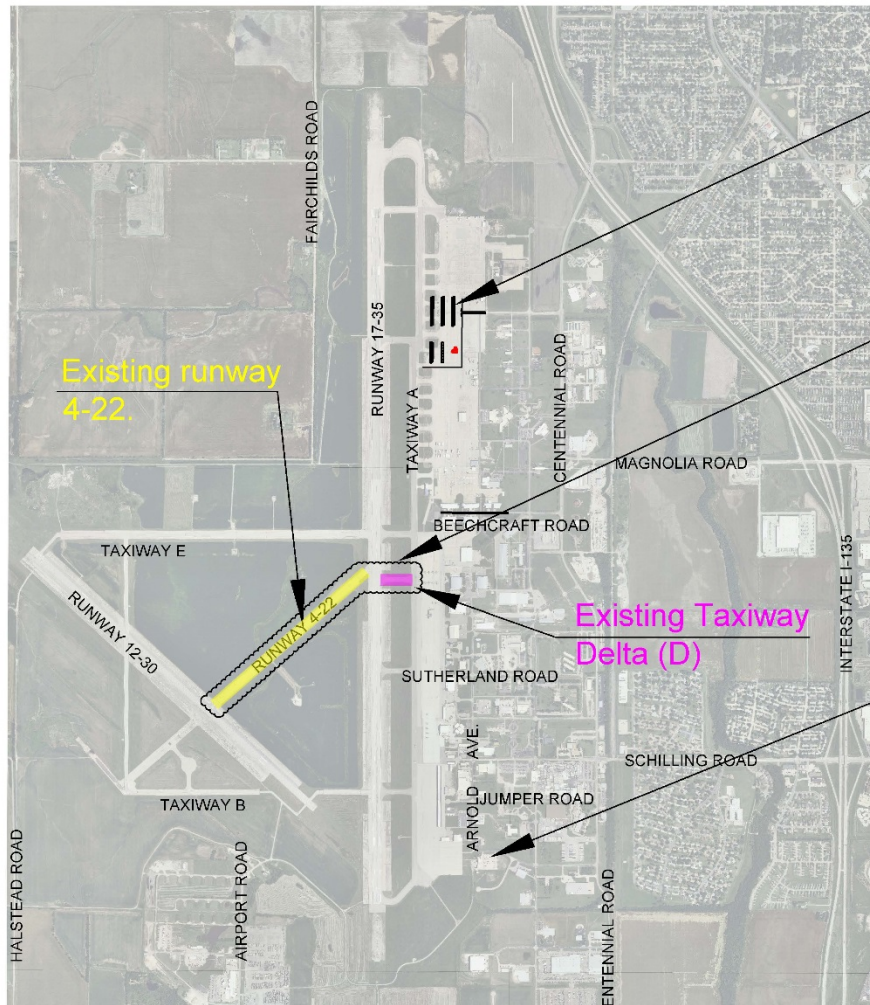 FAIRCHILDS ROAD
RUNWAY 17-35
TAXIWAY A
CENTENNIAL ROAD
Existing runway
4-22.
MAGNOLIA ROAD
BEECHCRAFT ROAD
TAXIWAY E
RUNWAY 12-30
RUNWAY 4-22
Existing Taxiway
Delta (D)
INTERSTATE I-135
SUTHERLAND ROAD
ARNOLD AVE.
SCHILLING ROAD
JUMPER ROAD
TAXIWAY B
HALSTEAD ROAD
AIRPORT ROAD
ENTENNIAL ROAD